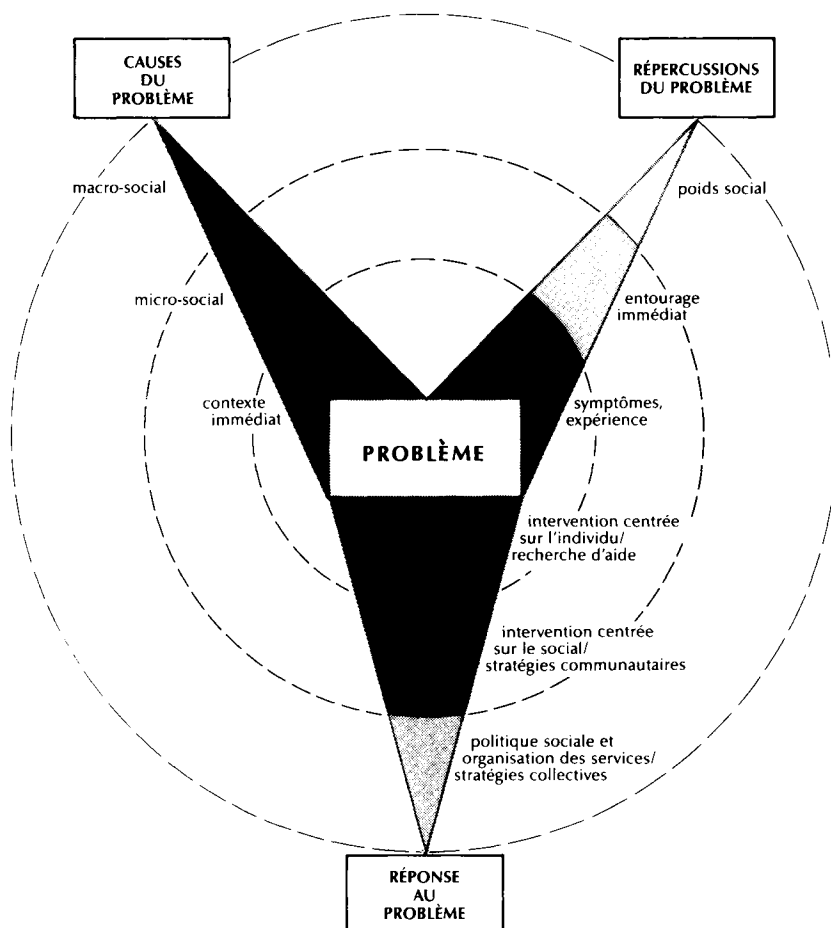 CAUSES
DU
PROBLÈME
RÉPERCUSSIONS
DU PROBLÈME
macro-social
poids social
micro-social
entourage
immédiat
contexte
immédiat
symptômes,
expérience
PROBLÈME
intervention centrée
sur l'individu/
recherche d'aide
intervention centrée
sur le social/
stratégies communautaires
politique sociale et
organisation des services/
stratégies collectives
RÉPONSE
AU
PROBLÈME